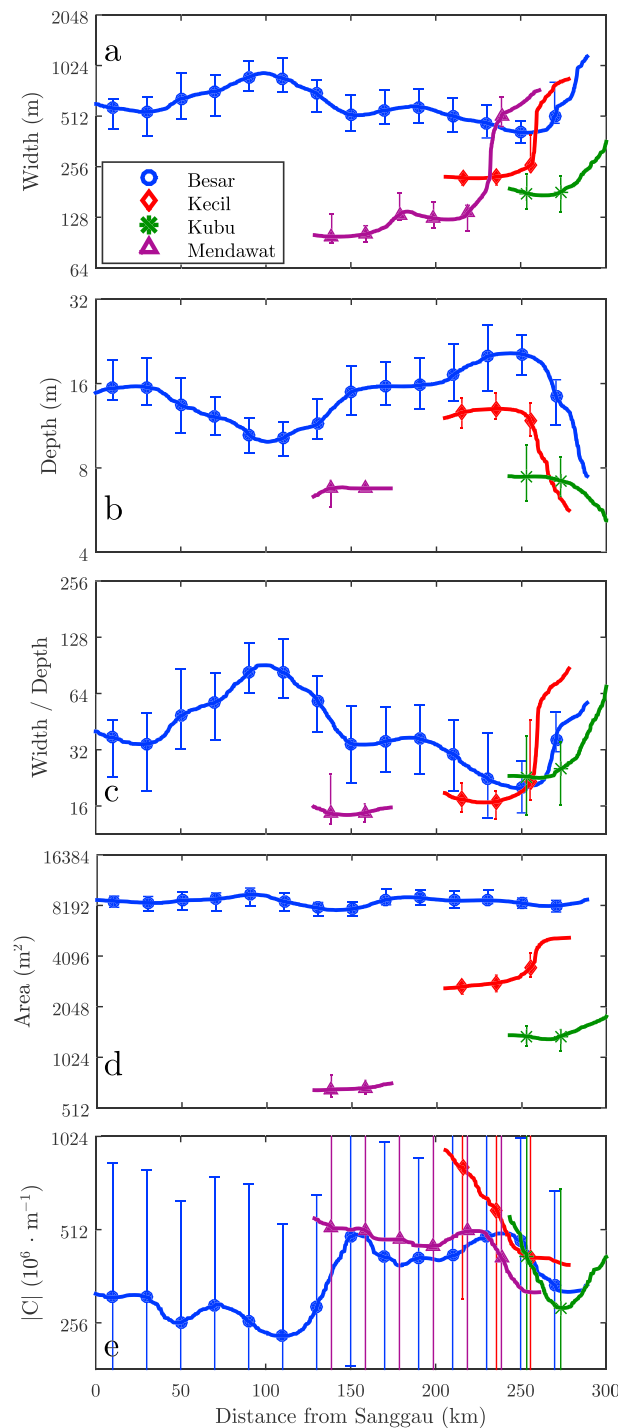 2048
1024
512
256
128
64
Width (m)
a
Besar
Kecil
Kubu
Mendawat
32
16
8
4
Depth (m)
b
256
128
64
32
16
Width / Depth
c
16384
8192
4096
2048
1024
512
Area (m²)
d
1024
512
256
|C| (10⁶ · m⁻¹)
e
0 50 100 150 200 250 300
Distance from Sanggau (km)